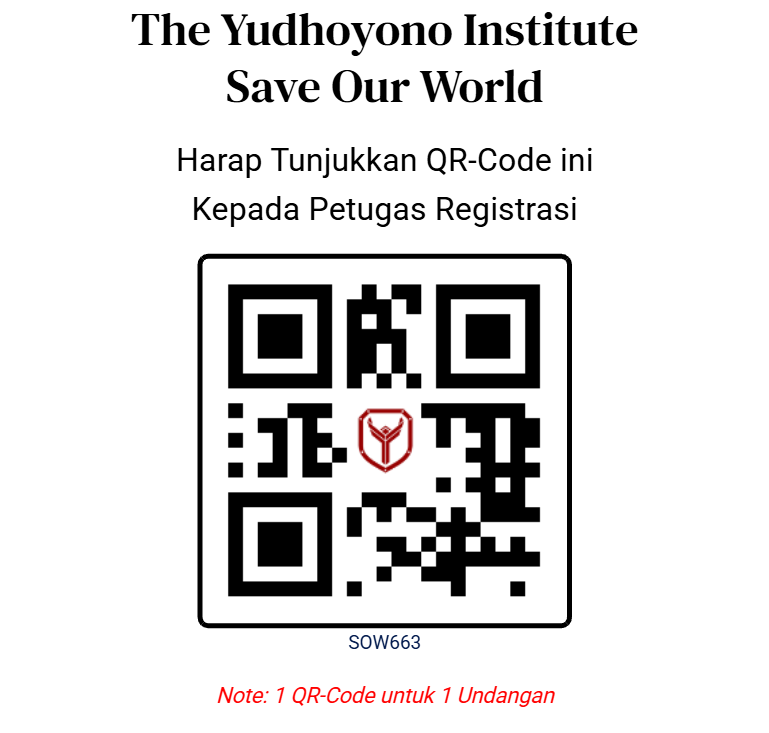 The Yudhoyono Institute
Save Our World
Harap Tunjukkan QR-Code ini
Kepada Petugas Registrasi
SOW663
Note: 1 QR-Code untuk 1 Undangan